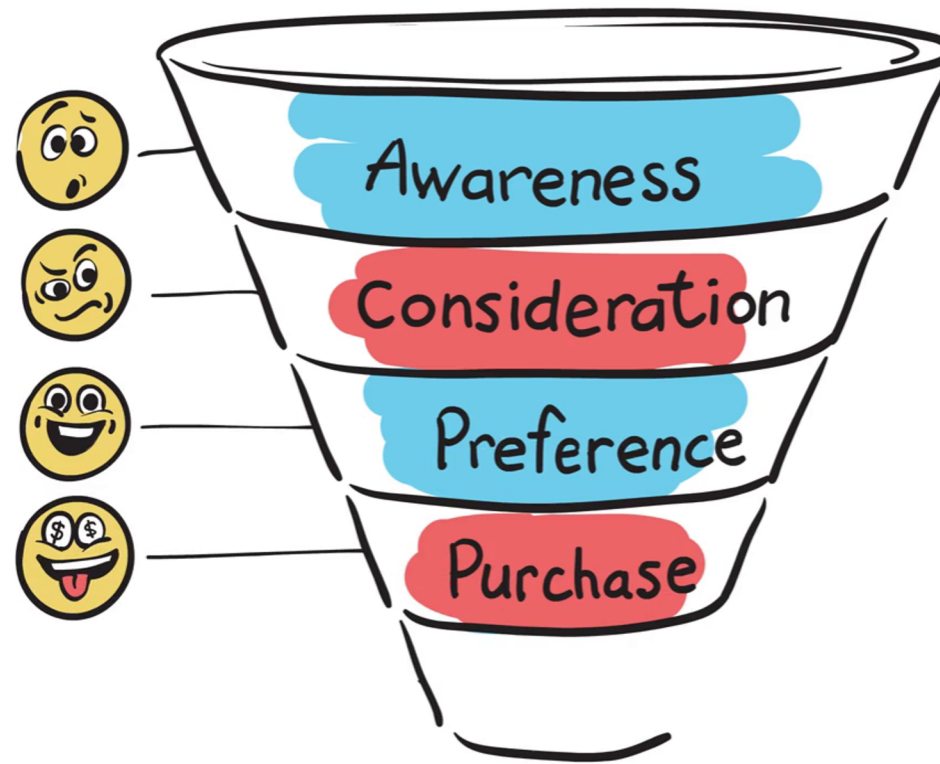 Awareness
Consideration
Preference
$ $
Purchase